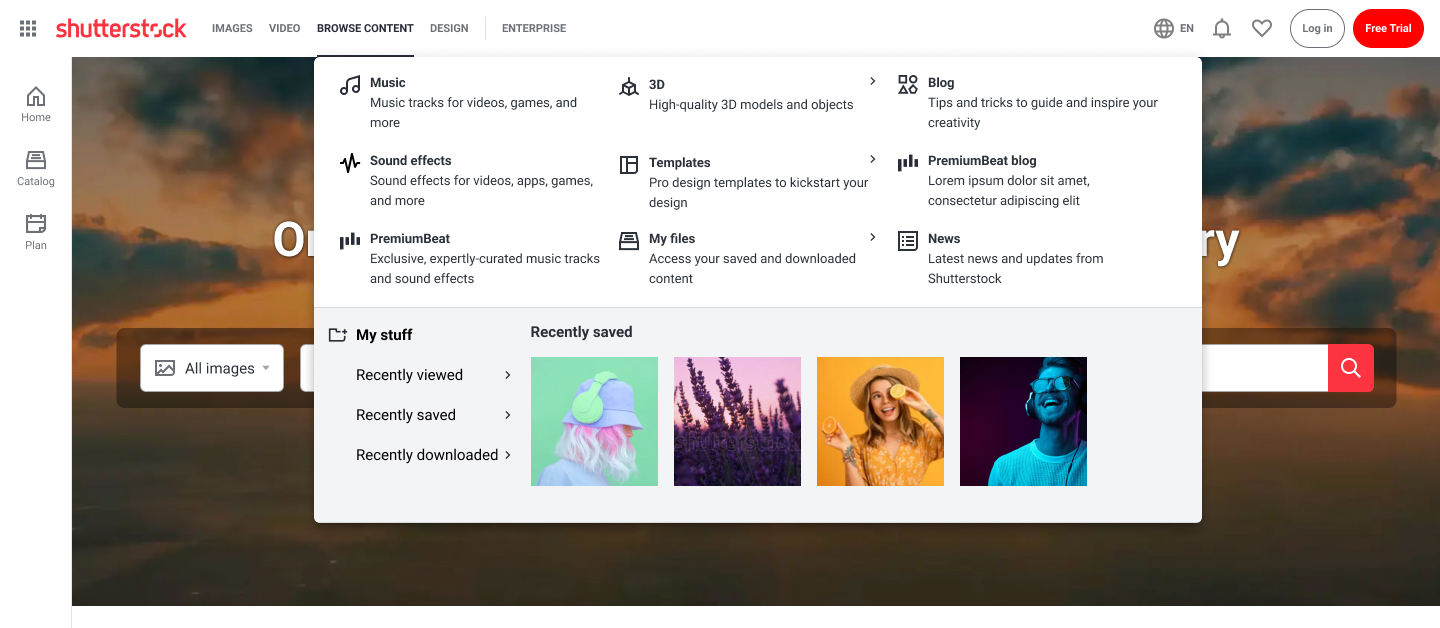 shutterstock
IMAGES
VIDEO
BROWSE CONTENT
DESIGN
ENTERPRISE
EN
Log in
Free Trial
Home
Catalog
Plan
Music
Music tracks for videos, games, and
more
3D
High-quality 3D models and objects
Blog
Tips and tricks to guide and inspire your
creativity
Sound effects
Sound effects for videos, apps, games,
and more
Templates
Pro design templates to kickstart your
design
PremiumBeat blog
Lorem ipsum dolor sit amet,
consectetur adipiscing elit
PremiumBeat
Exclusive, expertly-curated music tracks
and sound effects
My files
Access your saved and downloaded
content
News
Latest news and updates from
Shutterstock
All images
My stuff
Recently viewed
Recently saved
Recently downloaded
Recently saved
shutterstock